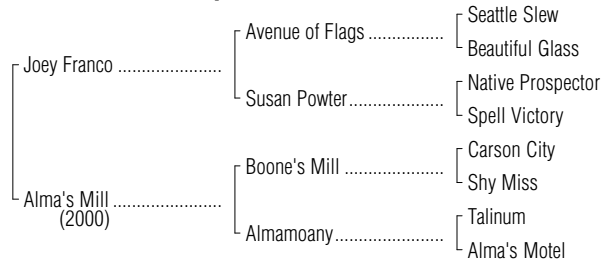 Seattle Slew
Avenue of Flags ...............
Beautiful Glass
Joey Franco .....................
Native Prospector
Susan Powter...................
Spell Victory
Carson City
Boone's Mill ....................
Shy Miss
Alma's Mill ......................
(2000)
Talinum
Almamoany......................
Alma's Motel